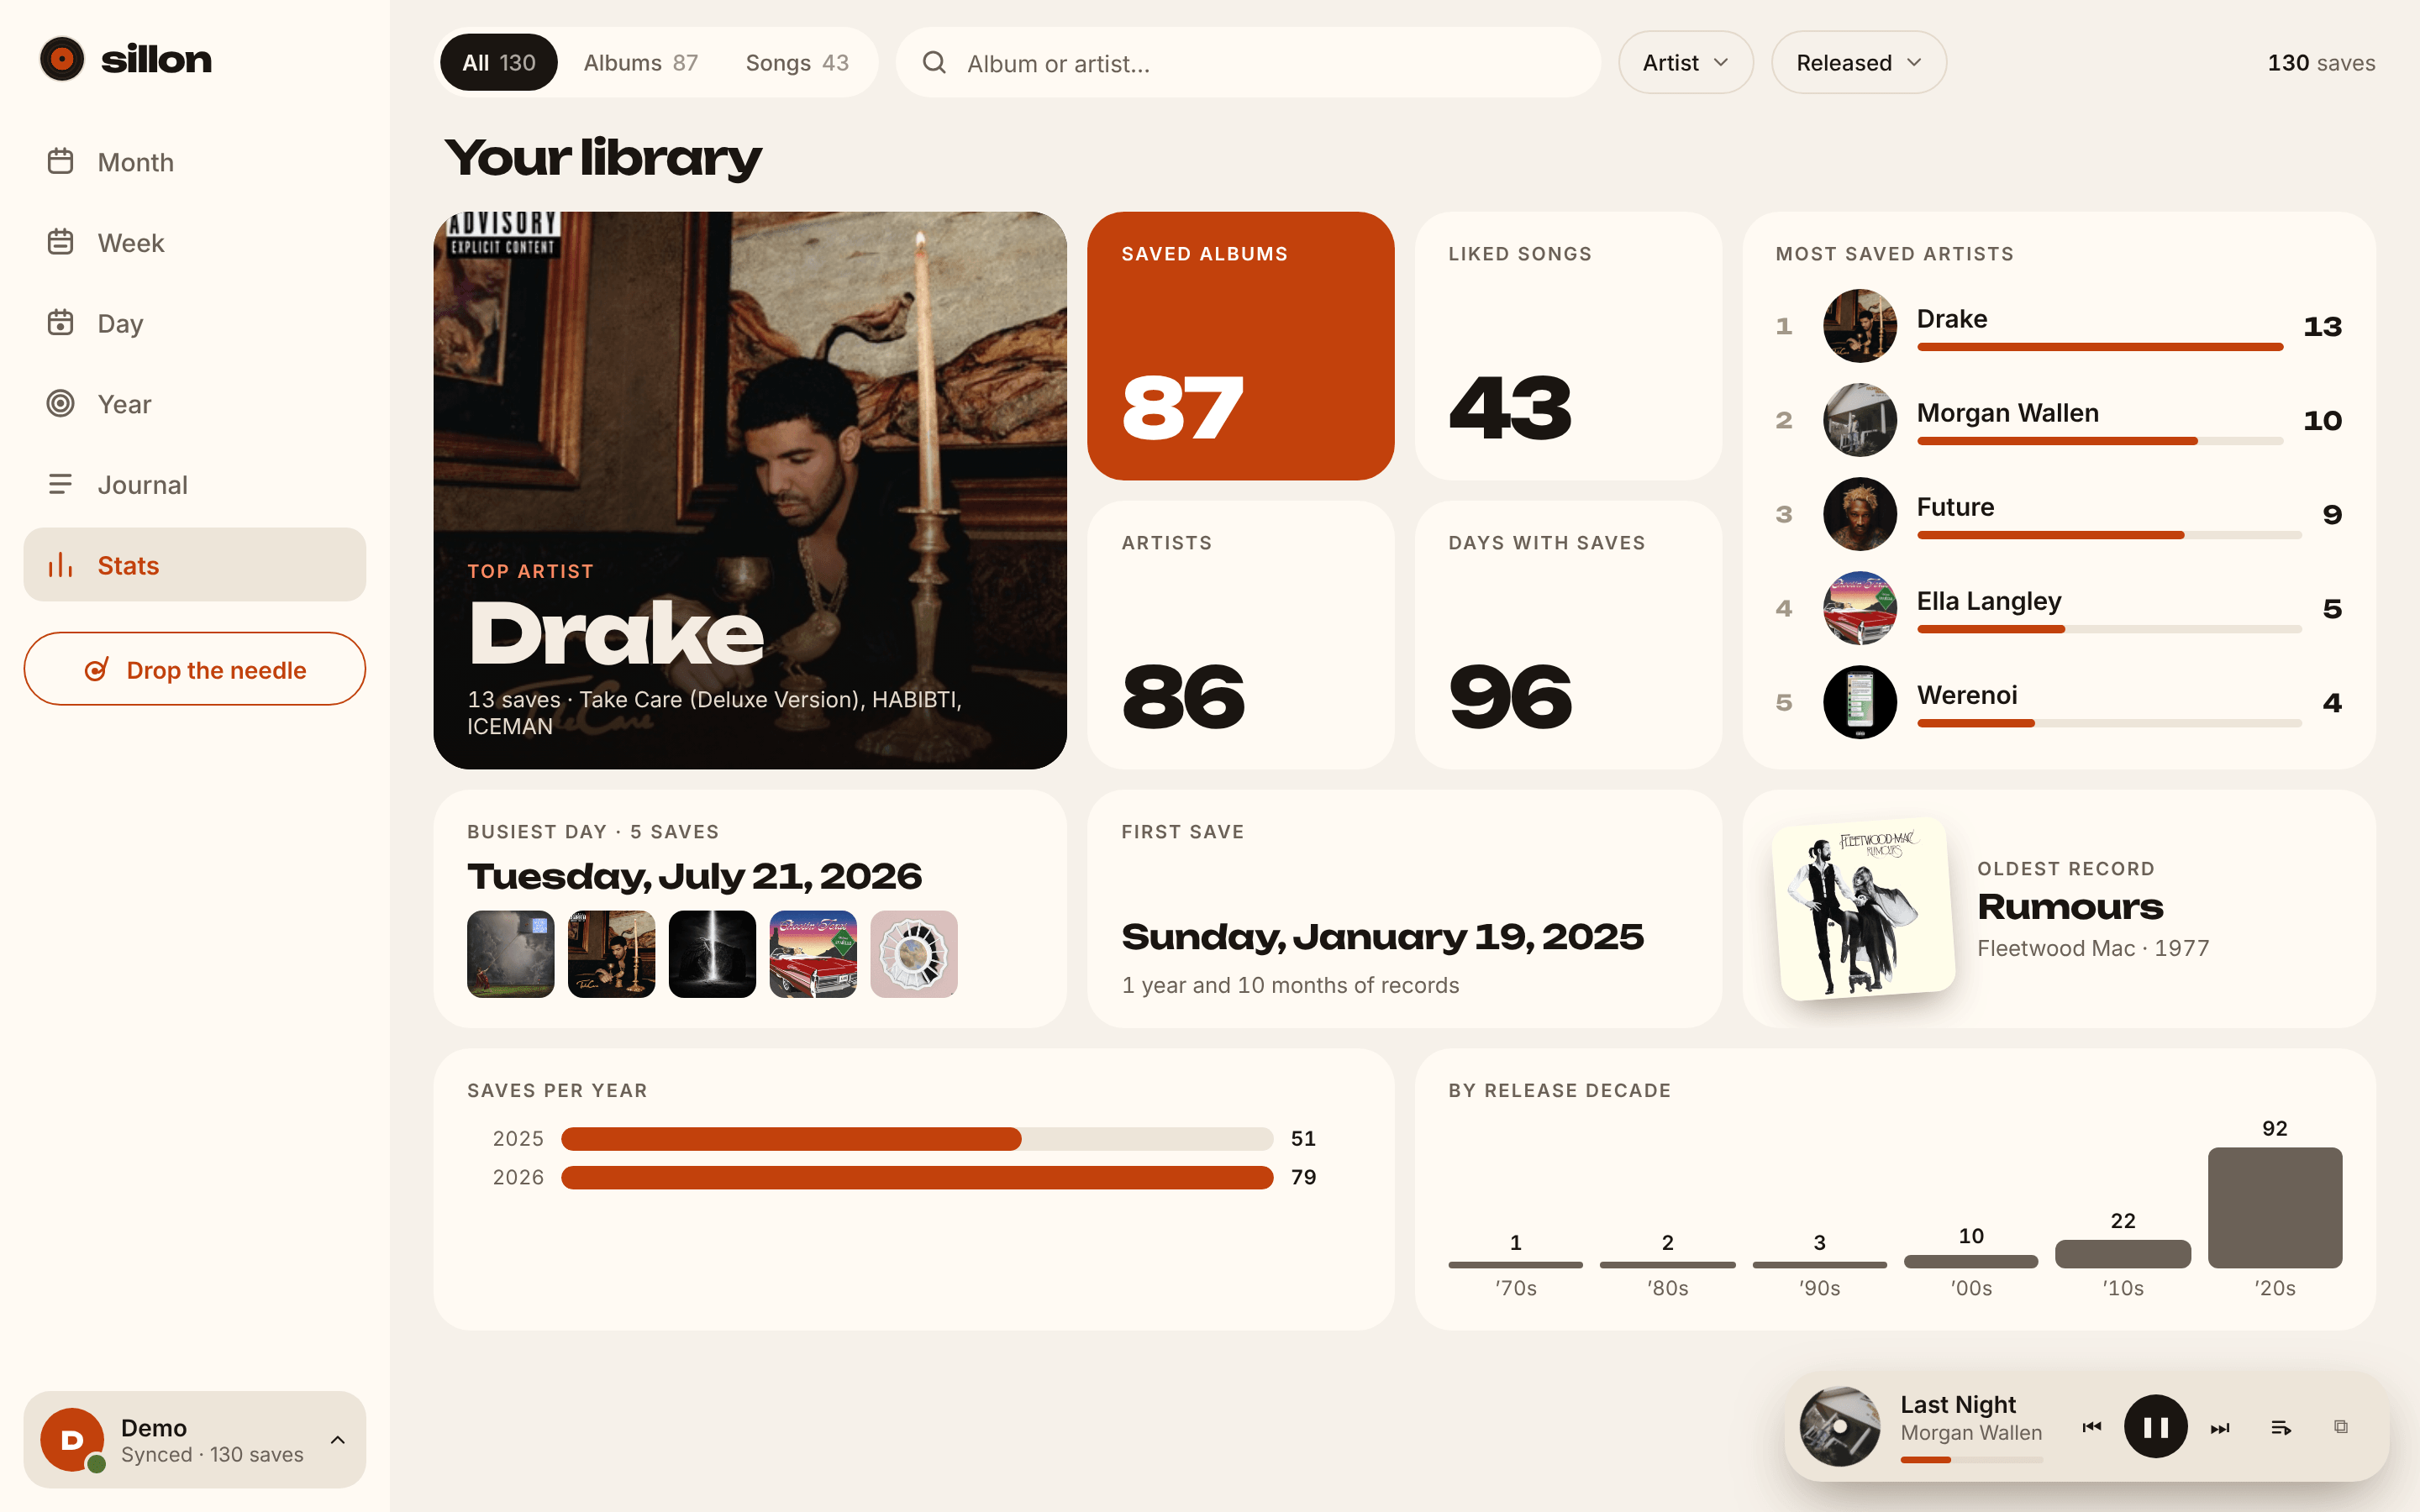 sillon
Month
Week
Day
Year
Journal
Stats
Drop the needle
Demo
Synced · 130 saves
All 130
Albums 87
Songs 43
Album or artist...
Artist
Released
130 saves
Your library
ADVISORY
EXPLICIT CONTENT
TOP ARTIST
Drake
13 saves · Take Care (Deluxe Version), HABIBTI,
ICEMAN
SAVED ALBUMS
87
LIKED SONGS
43
ARTISTS
86
DAYS WITH SAVES
96
MOST SAVED ARTISTS
1 Drake 13
2 Morgan Wallen 10
3 Future 9
4 Ella Langley 5
5 Werenoi 4
BUSIEST DAY · 5 SAVES
Tuesday, July 21, 2026
FIRST SAVE
Sunday, January 19, 2025
1 year and 10 months of records
FLEETWOOD MAC
RUMOURS
OLDEST RECORD
Rumours
Fleetwood Mac · 1977
SAVES PER YEAR
2025 51
2026 79
BY RELEASE DECADE
1 2 3 10 22 92
'70s '80s '90s '00s '10s '20s
Last Night
Morgan Wallen